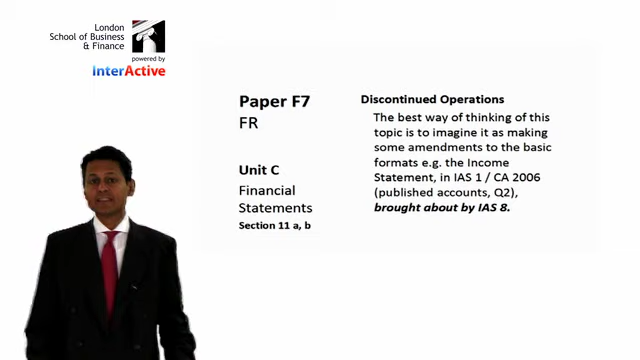 London
School of Business
& Finance
powered by
InterActive
Paper F7
FR
Unit C
Financial
Statements
Section 11 a, b
Discontinued Operations
The best way of thinking of this
topic is to imagine it as making
some amendments to the basic
formats e.g. the Income
Statement, in IAS 1 / CA 2006
(published accounts, Q2),
brought about by IAS 8.